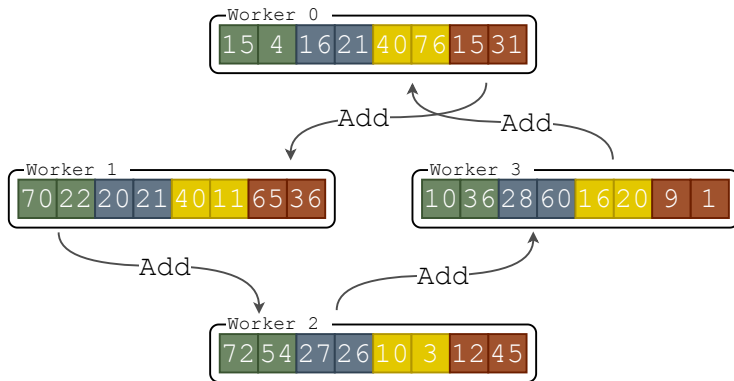 Worker 0
15 4 16 21 40 76 15 31
Add Add
Worker 1
70 22 20 21 40 11 65 36
Worker 3
10 36 28 60 16 20 9 1
Add Add
Worker 2
72 54 27 26 10 3 12 45